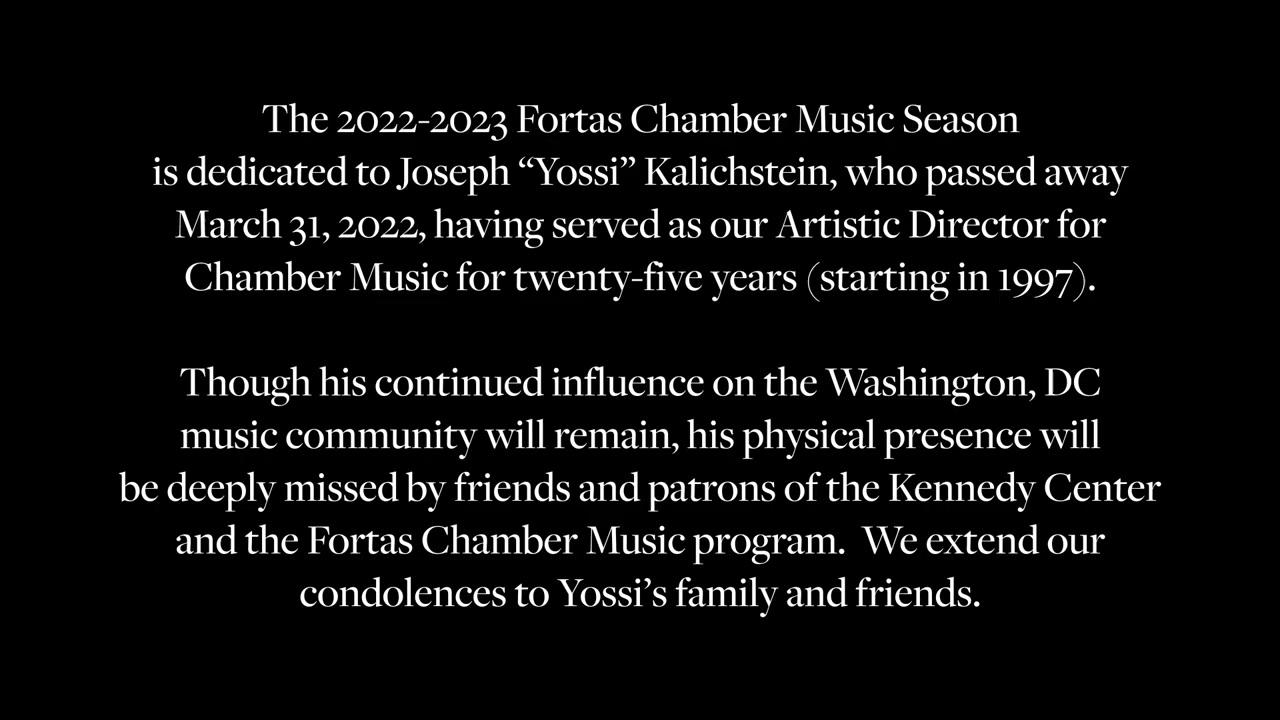 The 2022-2023 Fortas Chamber Music Season
is dedicated to Joseph “Yossi” Kalichstein, who passed away
March 31, 2022, having served as our Artistic Director for
Chamber Music for twenty-five years (starting in 1997).
Though his continued influence on the Washington, DC
music community will remain, his physical presence will
be deeply missed by friends and patrons of the Kennedy Center
and the Fortas Chamber Music program.  We extend our
condolences to Yossi’s family and friends.